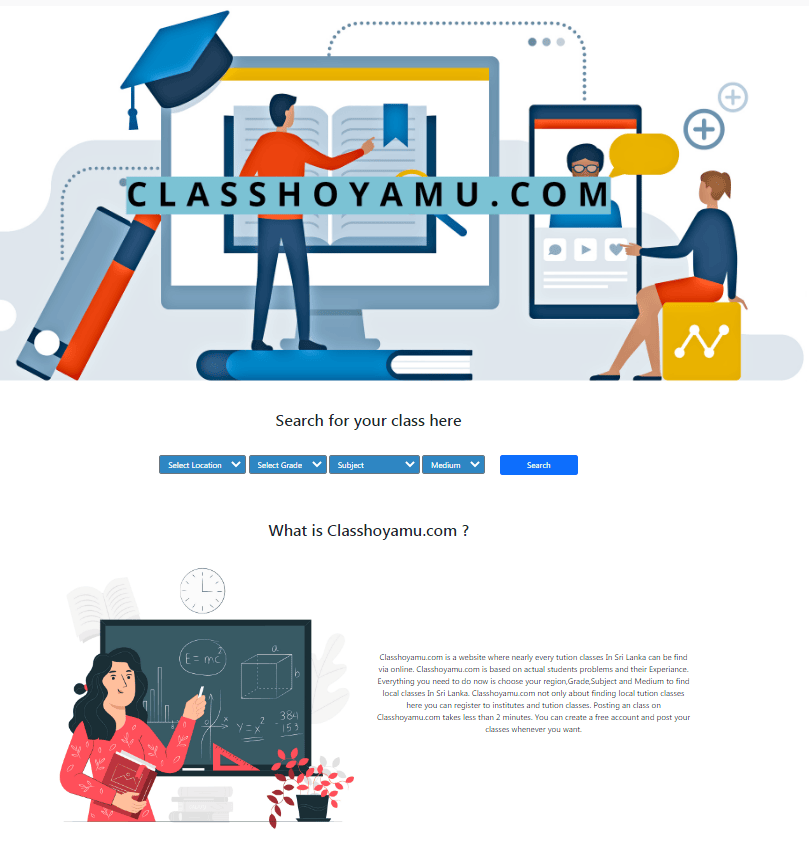 CLASSHOYAMU.COM
Search for your class here
Select Location Select Grade Subject Medium Search
What is Classhoyamu.com ?
E = mc²
a
b
x
y = x²
-384
153
Classhoyamu.com is a website where nearly every tution classes In Sri Lanka can be find
via online. Classhoyamu.com is based on actual students problems and their Experiance.
Everything you need to do now is choose your region,Grade,Subject and Medium to find
local classes In Sri Lanka. Classhoyamu.com not only about finding local tution classes
here you can register to institutes and tution classes. Posting an class on
Classhoyamu.com takes less than 2 minutes. You can create a free account and post your
classes whenever you want.